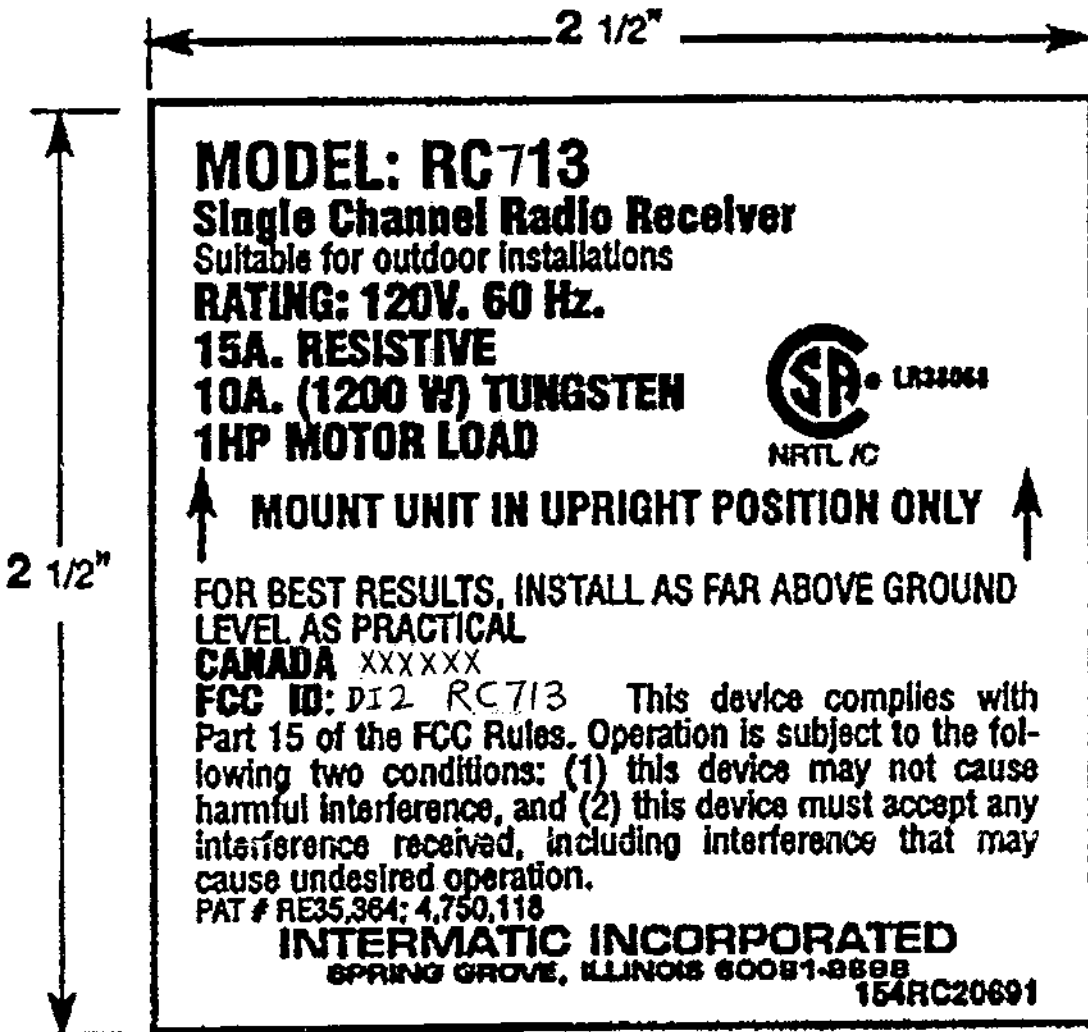 2 1/2"
MODEL: RC713
Single Channel Radio Receiver
Suitable for outdoor installations
RATING: 120V. 60 Hz.
15A. RESISTIVE
10A. (1200 W) TUNGSTEN
1HP MOTOR LOAD
CSA LR38068
NRTL /C
MOUNT UNIT IN UPRIGHT POSITION ONLY
2 1/2"
FOR BEST RESULTS, INSTALL AS FAR ABOVE GROUND
LEVEL AS PRACTICAL
CANADA XXXXXX
FCC ID: DI2 RC713 This device complies with
Part 15 of the FCC Rules. Operation is subject to the fol-
lowing two conditions: (1) this device may not cause
harmful interference, and (2) this device must accept any
interference received, including interference that may
cause undesired operation.
PAT # RE35,364; 4,750,118
INTERMATIC INCORPORATED
SPRING GROVE, ILLINOIS
154RC20691